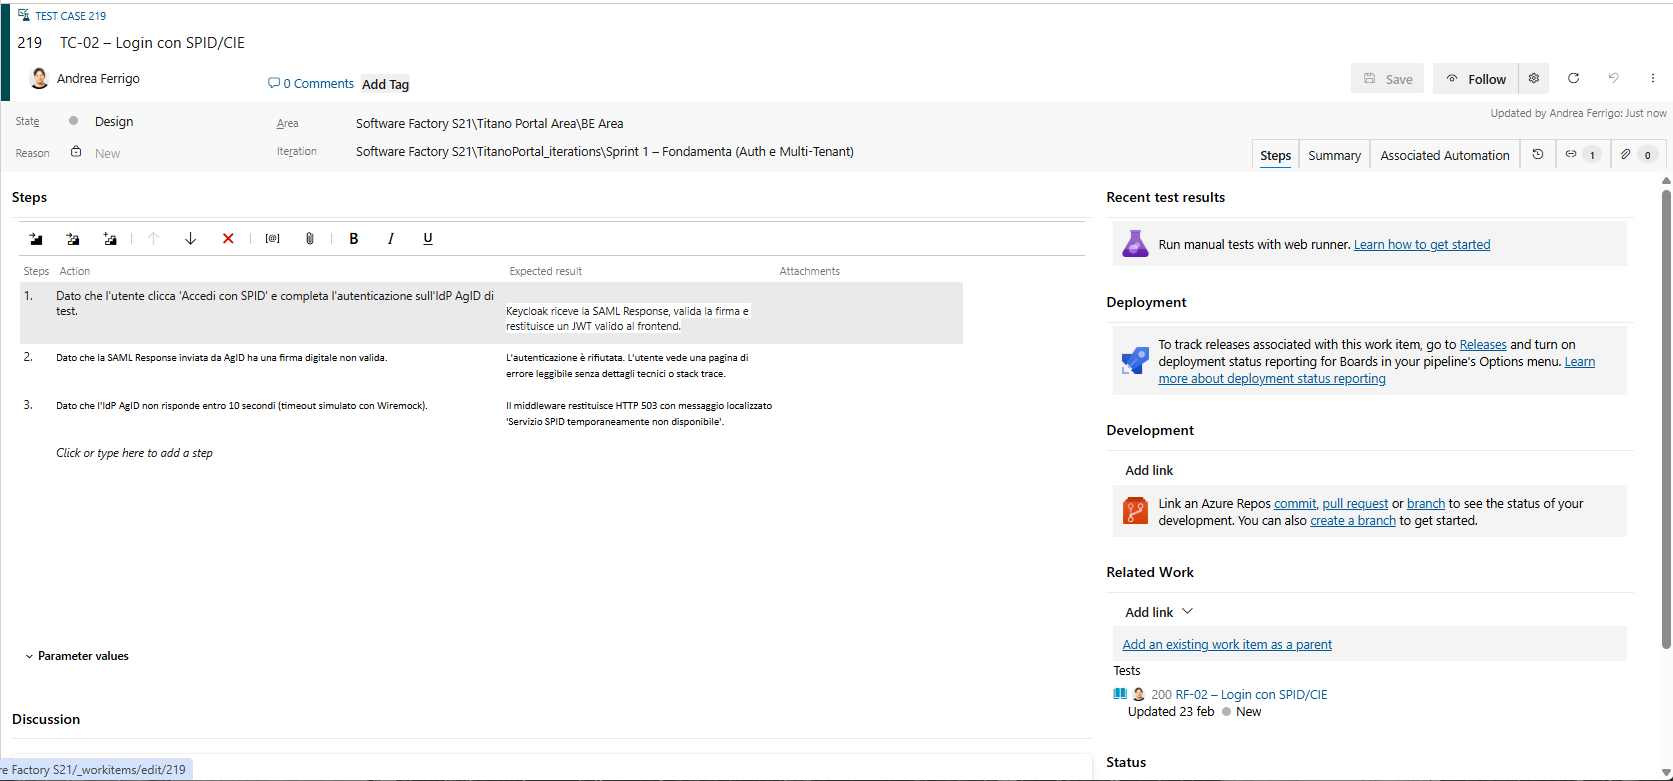 TEST CASE 219
219 TC-02 – Login con SPID/CIE
Andrea Ferrigo
0 Comments Add Tag
Save
Follow
State Design
Area Software Factory S21\Titano Portal Area\BE Area
Updated by Andrea Ferrigo: Just now
Reason New
Iteration Software Factory S21\TitanoPortal_iterations\Sprint 1 – Fondamenta (Auth e Multi-Tenant)
Steps Summary Associated Automation 1 0
Steps
B I U
Steps Action Expected result Attachments
1. Dato che l'utente clicca 'Accedi con SPID' e completa l'autenticazione sull'IdP AgID di
test.
Keycloak riceve la SAML Response, valida la firma e
restituisce un JWT valido al frontend.
2. Dato che la SAML Response inviata da AgID ha una firma digitale non valida.
L'autenticazione è rifiutata. L'utente vede una pagina di
errore leggibile senza dettagli tecnici o stack trace.
3. Dato che l'IdP AgID non risponde entro 10 secondi (timeout simulato con Wiremock).
Il middleware restituisce HTTP 503 con messaggio localizzato
'Servizio SPID temporaneamente non disponibile'.
Click or type here to add a step
Parameter values
Discussion
Recent test results
Run manual tests with web runner. Learn how to get started
Deployment
To track releases associated with this work item, go to Releases and turn on
deployment status reporting for Boards in your pipeline's Options menu. Learn
more about deployment status reporting
Development
Add link
Link an Azure Repos commit, pull request or branch to see the status of your
development. You can also create a branch to get started.
Related Work
Add link
Add an existing work item as a parent
Tests
200 RF-02 – Login con SPID/CIE
Updated 23 feb New
Status
re Factory S21/_workitems/edit/219